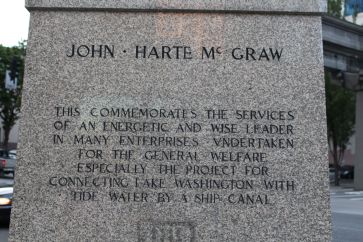 JOHN · HARTE Mc GRAW
THIS COMMEMORATES THE SERVICES
OF AN ENERGETIC AND WISE LEADER
IN MANY ENTERPRISES VNDERTAKEN
FOR THE GENERAL WELFARE
ESPECIALLY THE PROJECT FOR
CONNECTING LAKE WASHINGTON WITH
TIDE WATER BY A SHIP CANAL